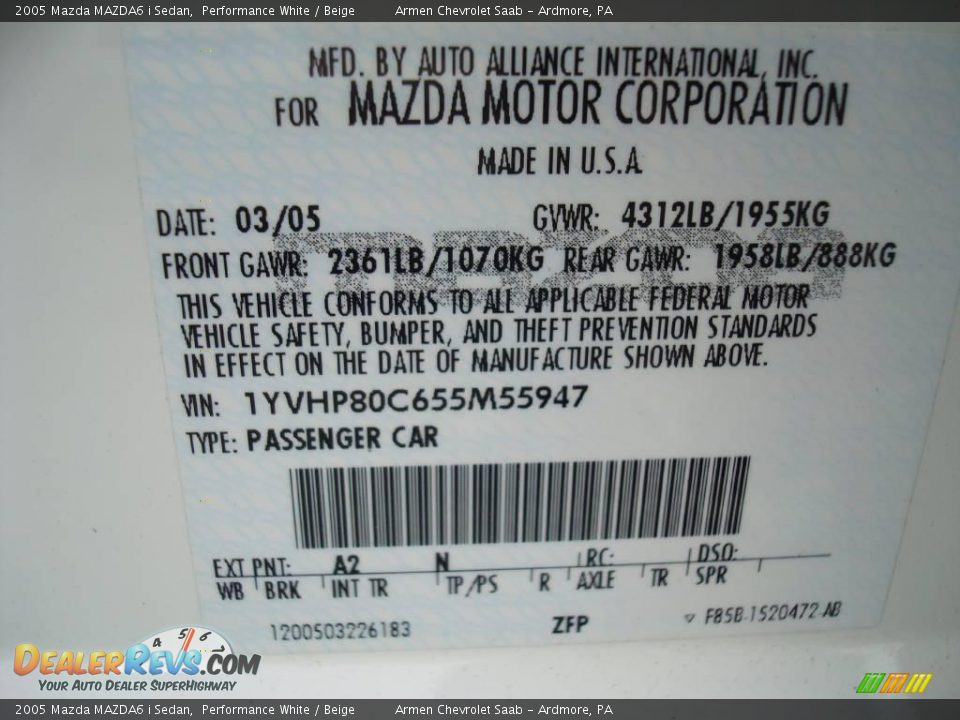 2005 Mazda MAZDA6 i Sedan, Performance White / Beige Armen Chevrolet Saab - Ardmore, PA
MFD. BY AUTO ALLIANCE INTERNATIONAL, INC.
FOR MAZDA MOTOR CORPORATION
MADE IN U.S.A.
DATE: 03/05 GVWR: 4312LB/1955KG
FRONT GAWR: 2361LB/1070KG REAR GAWR: 1958LB/888KG
THIS VEHICLE CONFORMS TO ALL APPLICABLE FEDERAL MOTOR
VEHICLE SAFETY, BUMPER, AND THEFT PREVENTION STANDARDS
IN EFFECT ON THE DATE OF MANUFACTURE SHOWN ABOVE.
VIN: 1YVHP80C655M55947
TYPE: PASSENGER CAR
EXT PNT: A2 N RC: DSO:
WB BRK INT TR TP/PS R AXLE TR SPR
1200503226183 ZFP F85B-1520472-AB
4 5 6
DEALERREVS.COM
YOUR AUTO DEALER SUPERHIGHWAY
2005 Mazda MAZDA6 i Sedan, Performance White / Beige Armen Chevrolet Saab - Ardmore, PA